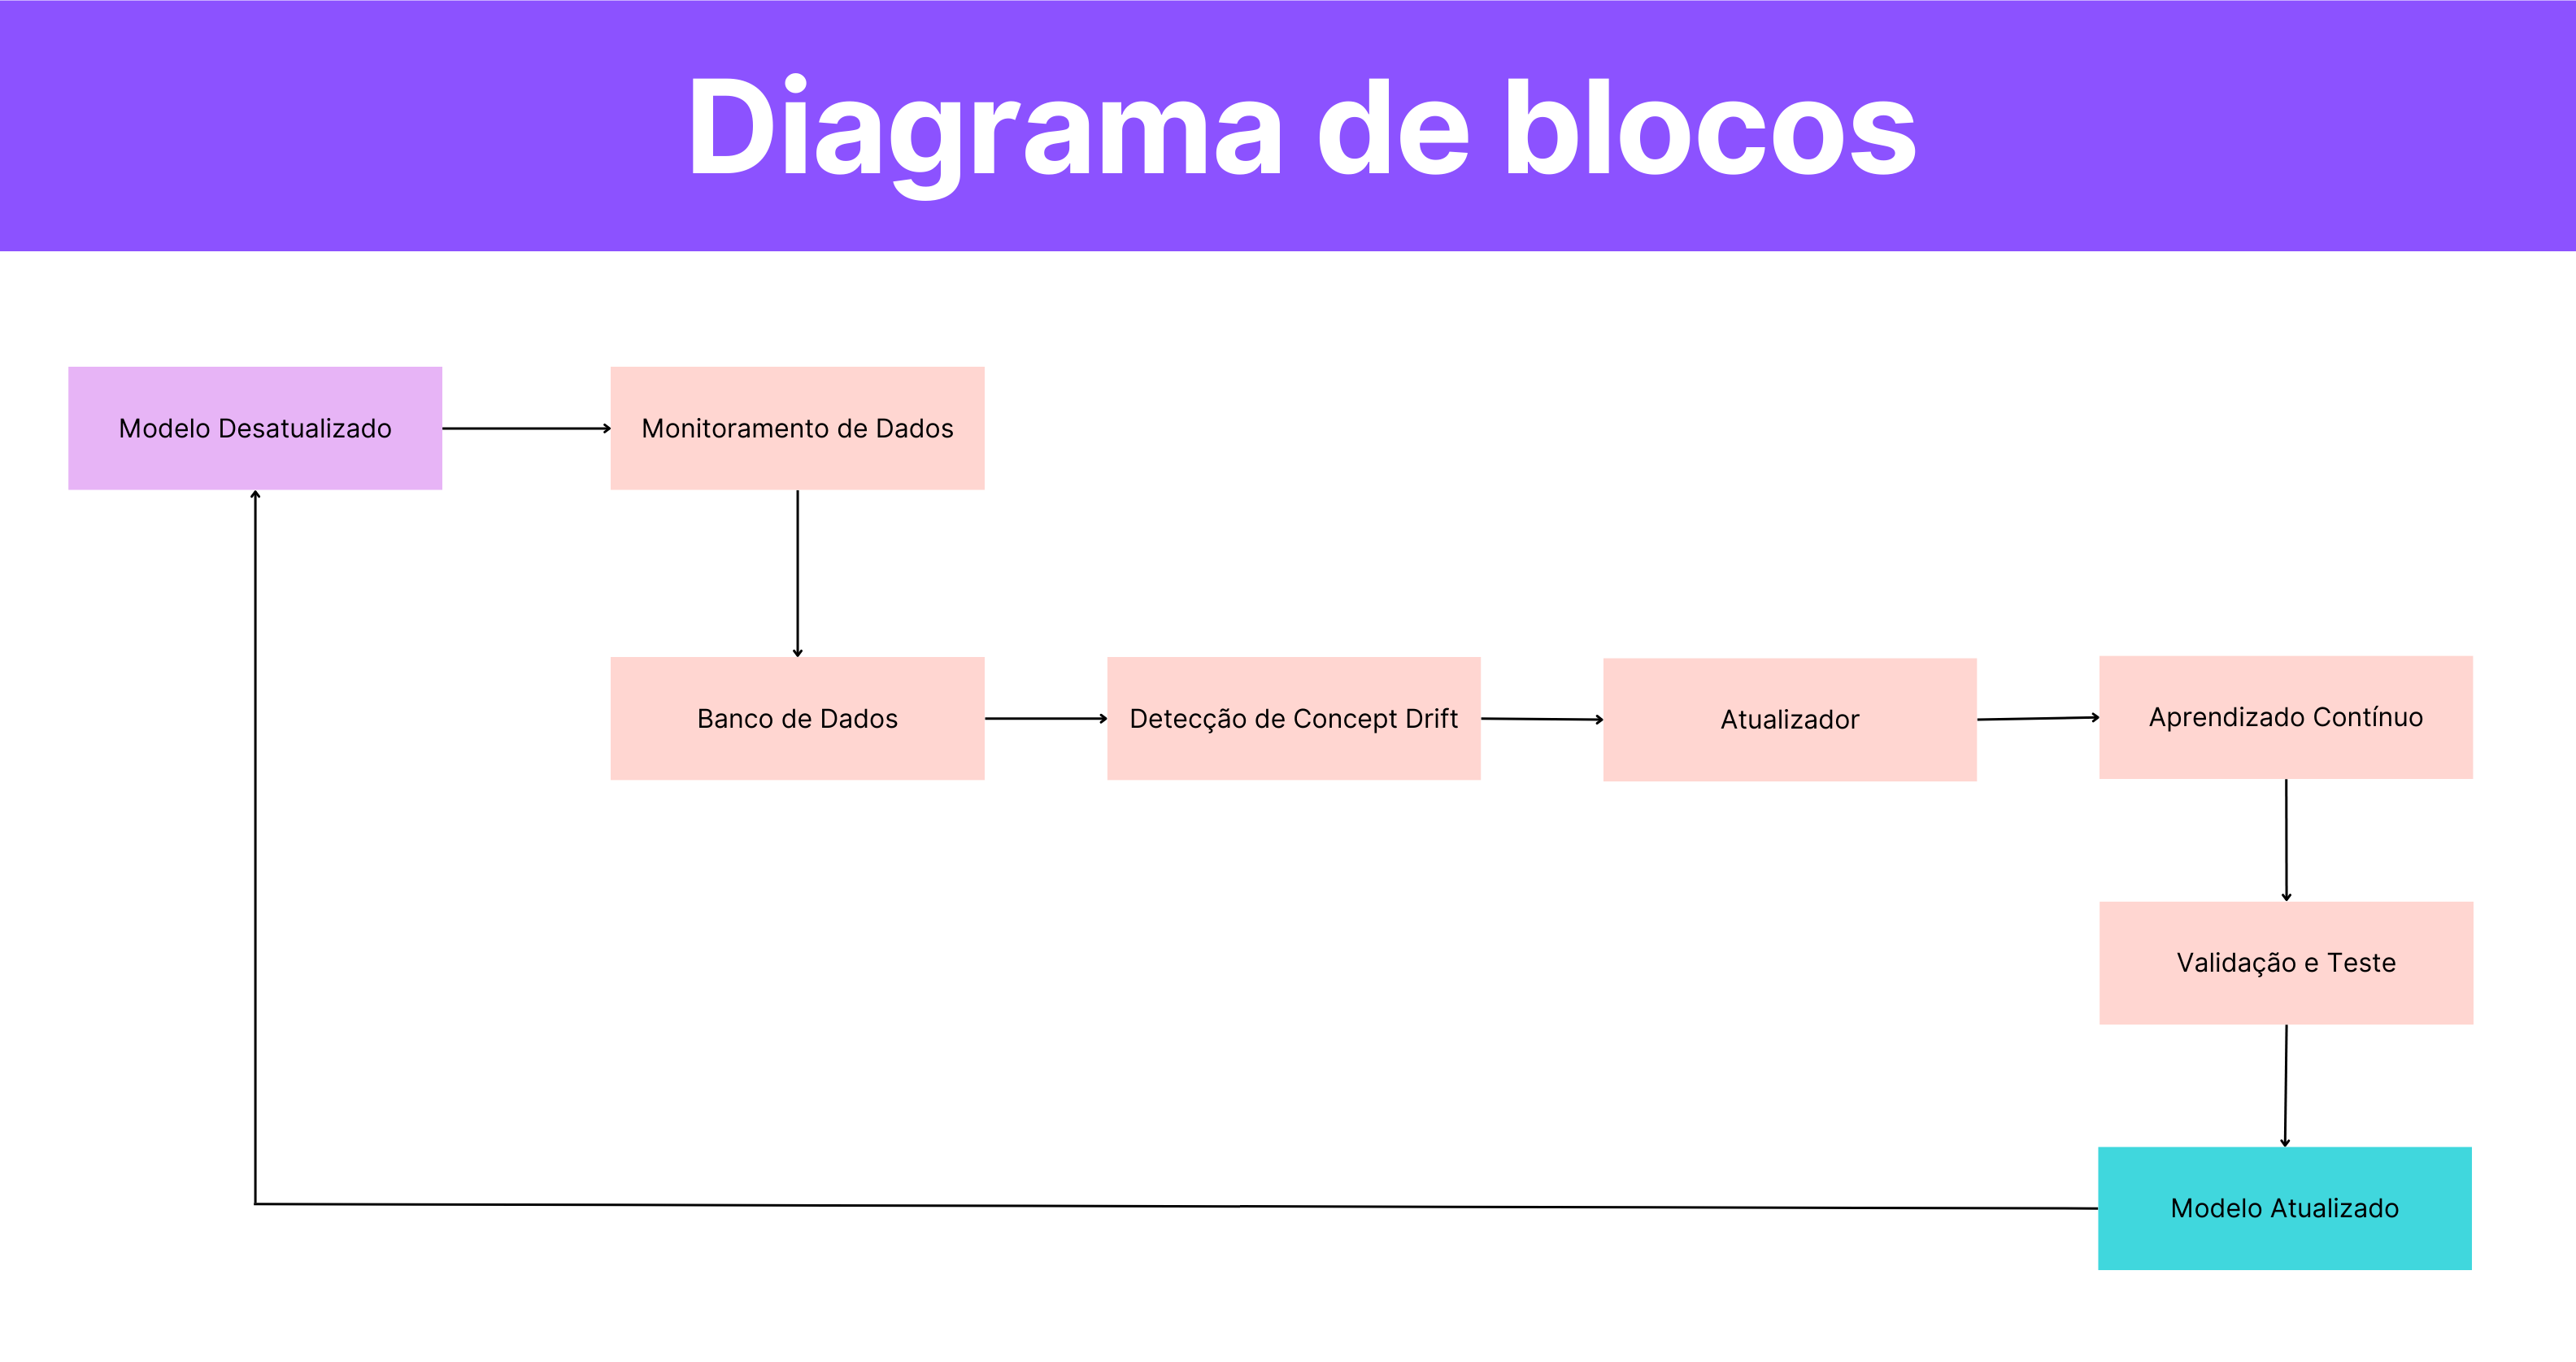 Diagrama de blocos
Modelo Desatualizado
Monitoramento de Dados
Banco de Dados
Detecção de Concept Drift
Atualizador
Aprendizado Contínuo
Validação e Teste
Modelo Atualizado